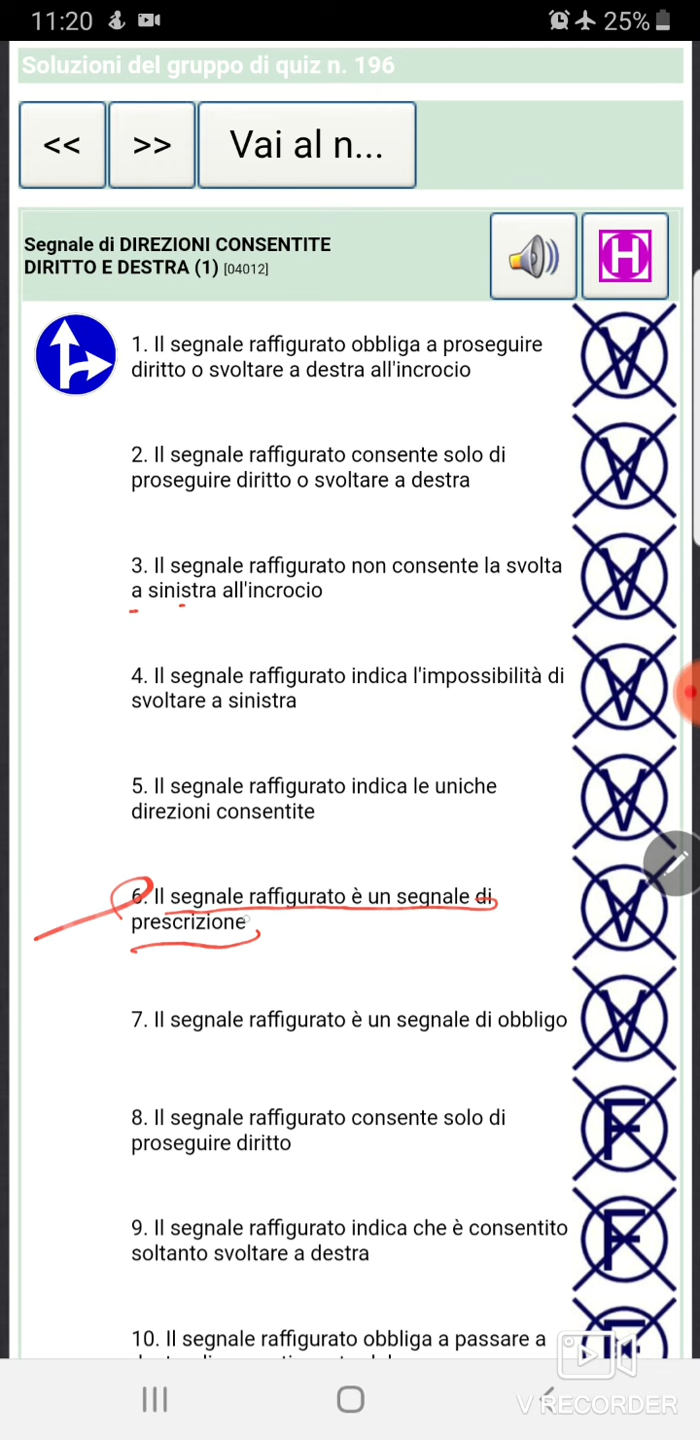 11:20
25%
Soluzioni del gruppo di quiz n. 196
<< >> Vai al n...
Segnale di DIREZIONI CONSENTITE
DIRITTO E DESTRA (1) [04012]
H
1. Il segnale raffigurato obbliga a proseguire
diritto o svoltare a destra all'incrocio
V
2. Il segnale raffigurato consente solo di
proseguire diritto o svoltare a destra
V
3. Il segnale raffigurato non consente la svolta
a sinistra all'incrocio
V
4. Il segnale raffigurato indica l'impossibilità di
svoltare a sinistra
V
5. Il segnale raffigurato indica le uniche
direzioni consentite
V
6. Il segnale raffigurato è un segnale di
prescrizione
V
7. Il segnale raffigurato è un segnale di obbligo
V
8. Il segnale raffigurato consente solo di
proseguire diritto
F
9. Il segnale raffigurato indica che è consentito
soltanto svoltare a destra
F
10. Il segnale raffigurato obbliga a passare a
V RECORDER